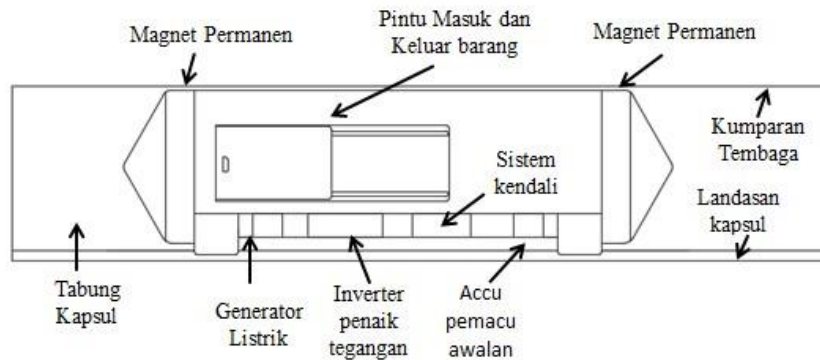 Pintu Masuk dan
Keluar barang
Magnet Permanen
Magnet Permanen
Kumparan
Tembaga
Sistem
kendali
Landasan
kapsul
Tabung
Kapsul
Generator
Listrik
Inverter
penaik
tegangan
Accu
pemacu
awalan